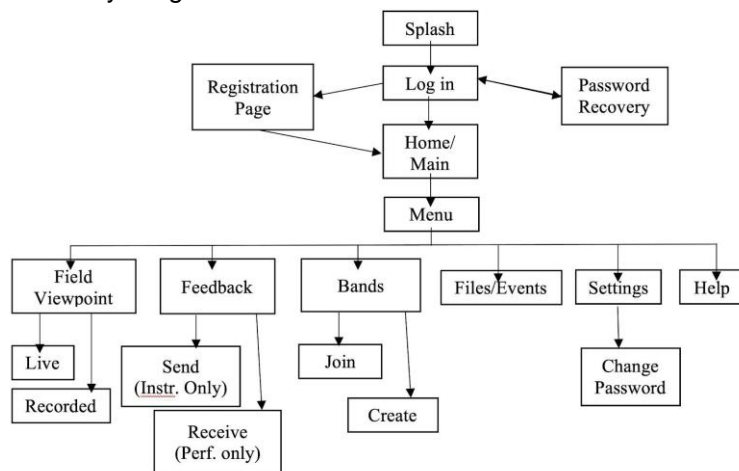 Splash
Log in
Registration
Page
Password
Recovery
Home/
Main
Menu
Field
Viewpoint
Feedback
Bands
Files/Events
Settings
Help
Live
Recorded
Send
(Instr. Only)
Receive
(Perf. only)
Join
Create
Change
Password